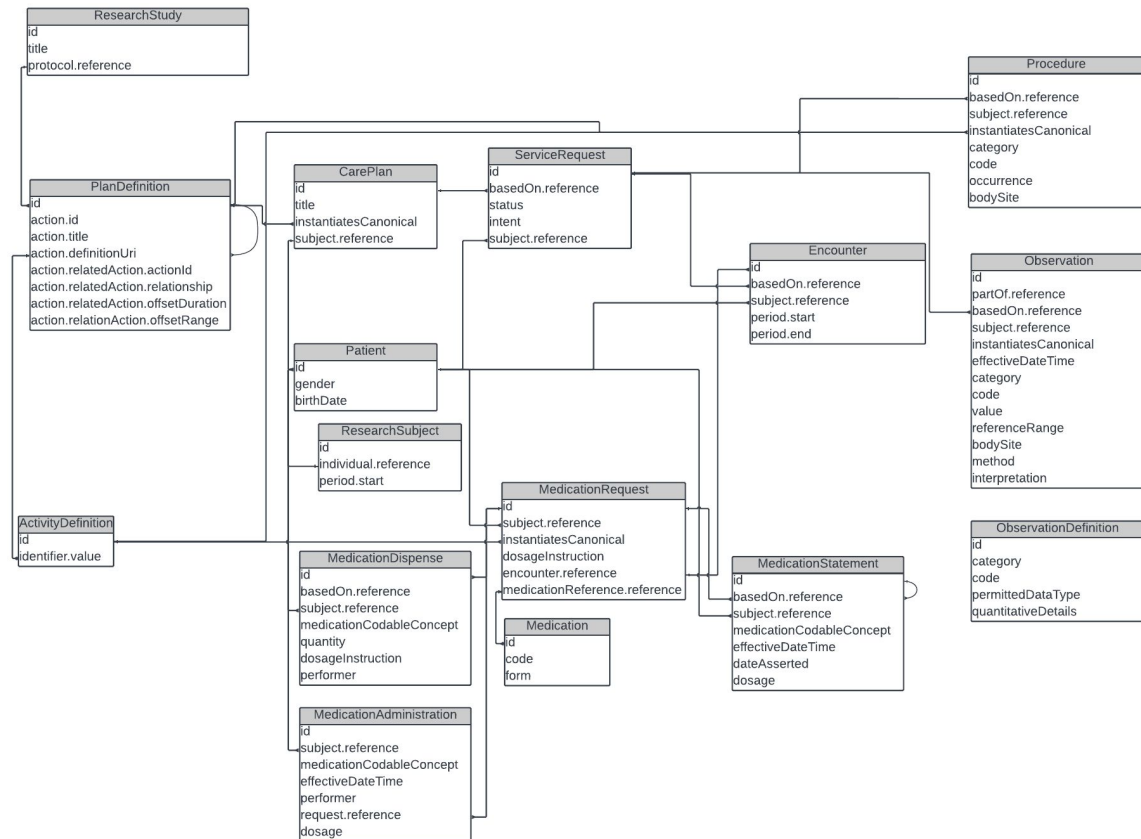 ResearchStudy
id
title
protocol.reference
PlanDefinition
id
action.id
action.title
action.definitionUri
action.relatedAction.actionId
action.relatedAction.relationship
action.relatedAction.offsetDuration
action.relationAction.offsetRange
ActivityDefinition
id
identifier.value
CarePlan
id
title
instantiatesCanonical
subject.reference
Patient
id
gender
birthDate
ResearchSubject
id
individual.reference
period.start
MedicationDispense
id
basedOn.reference
subject.reference
medicationCodableConcept
quantity
dosageInstruction
performer
MedicationAdministration
id
subject.reference
medicationCodableConcept
effectiveDateTime
performer
request.reference
dosage
ServiceRequest
id
basedOn.reference
status
intent
subject.reference
MedicationRequest
id
subject.reference
instantiatesCanonical
dosageInstruction
encounter.reference
medicationReference.reference
Medication
id
code
form
Encounter
id
basedOn.reference
subject.reference
period.start
period.end
MedicationStatement
id
basedOn.reference
subject.reference
medicationCodableConcept
effectiveDateTime
dateAsserted
dosage
Procedure
id
basedOn.reference
subject.reference
instantiatesCanonical
category
code
occurrence
bodySite
Observation
id
partOf.reference
basedOn.reference
subject.reference
instantiatesCanonical
effectiveDateTime
category
code
value
referenceRange
bodySite
method
interpretation
ObservationDefinition
id
category
code
permittedDataType
quantitativeDetails